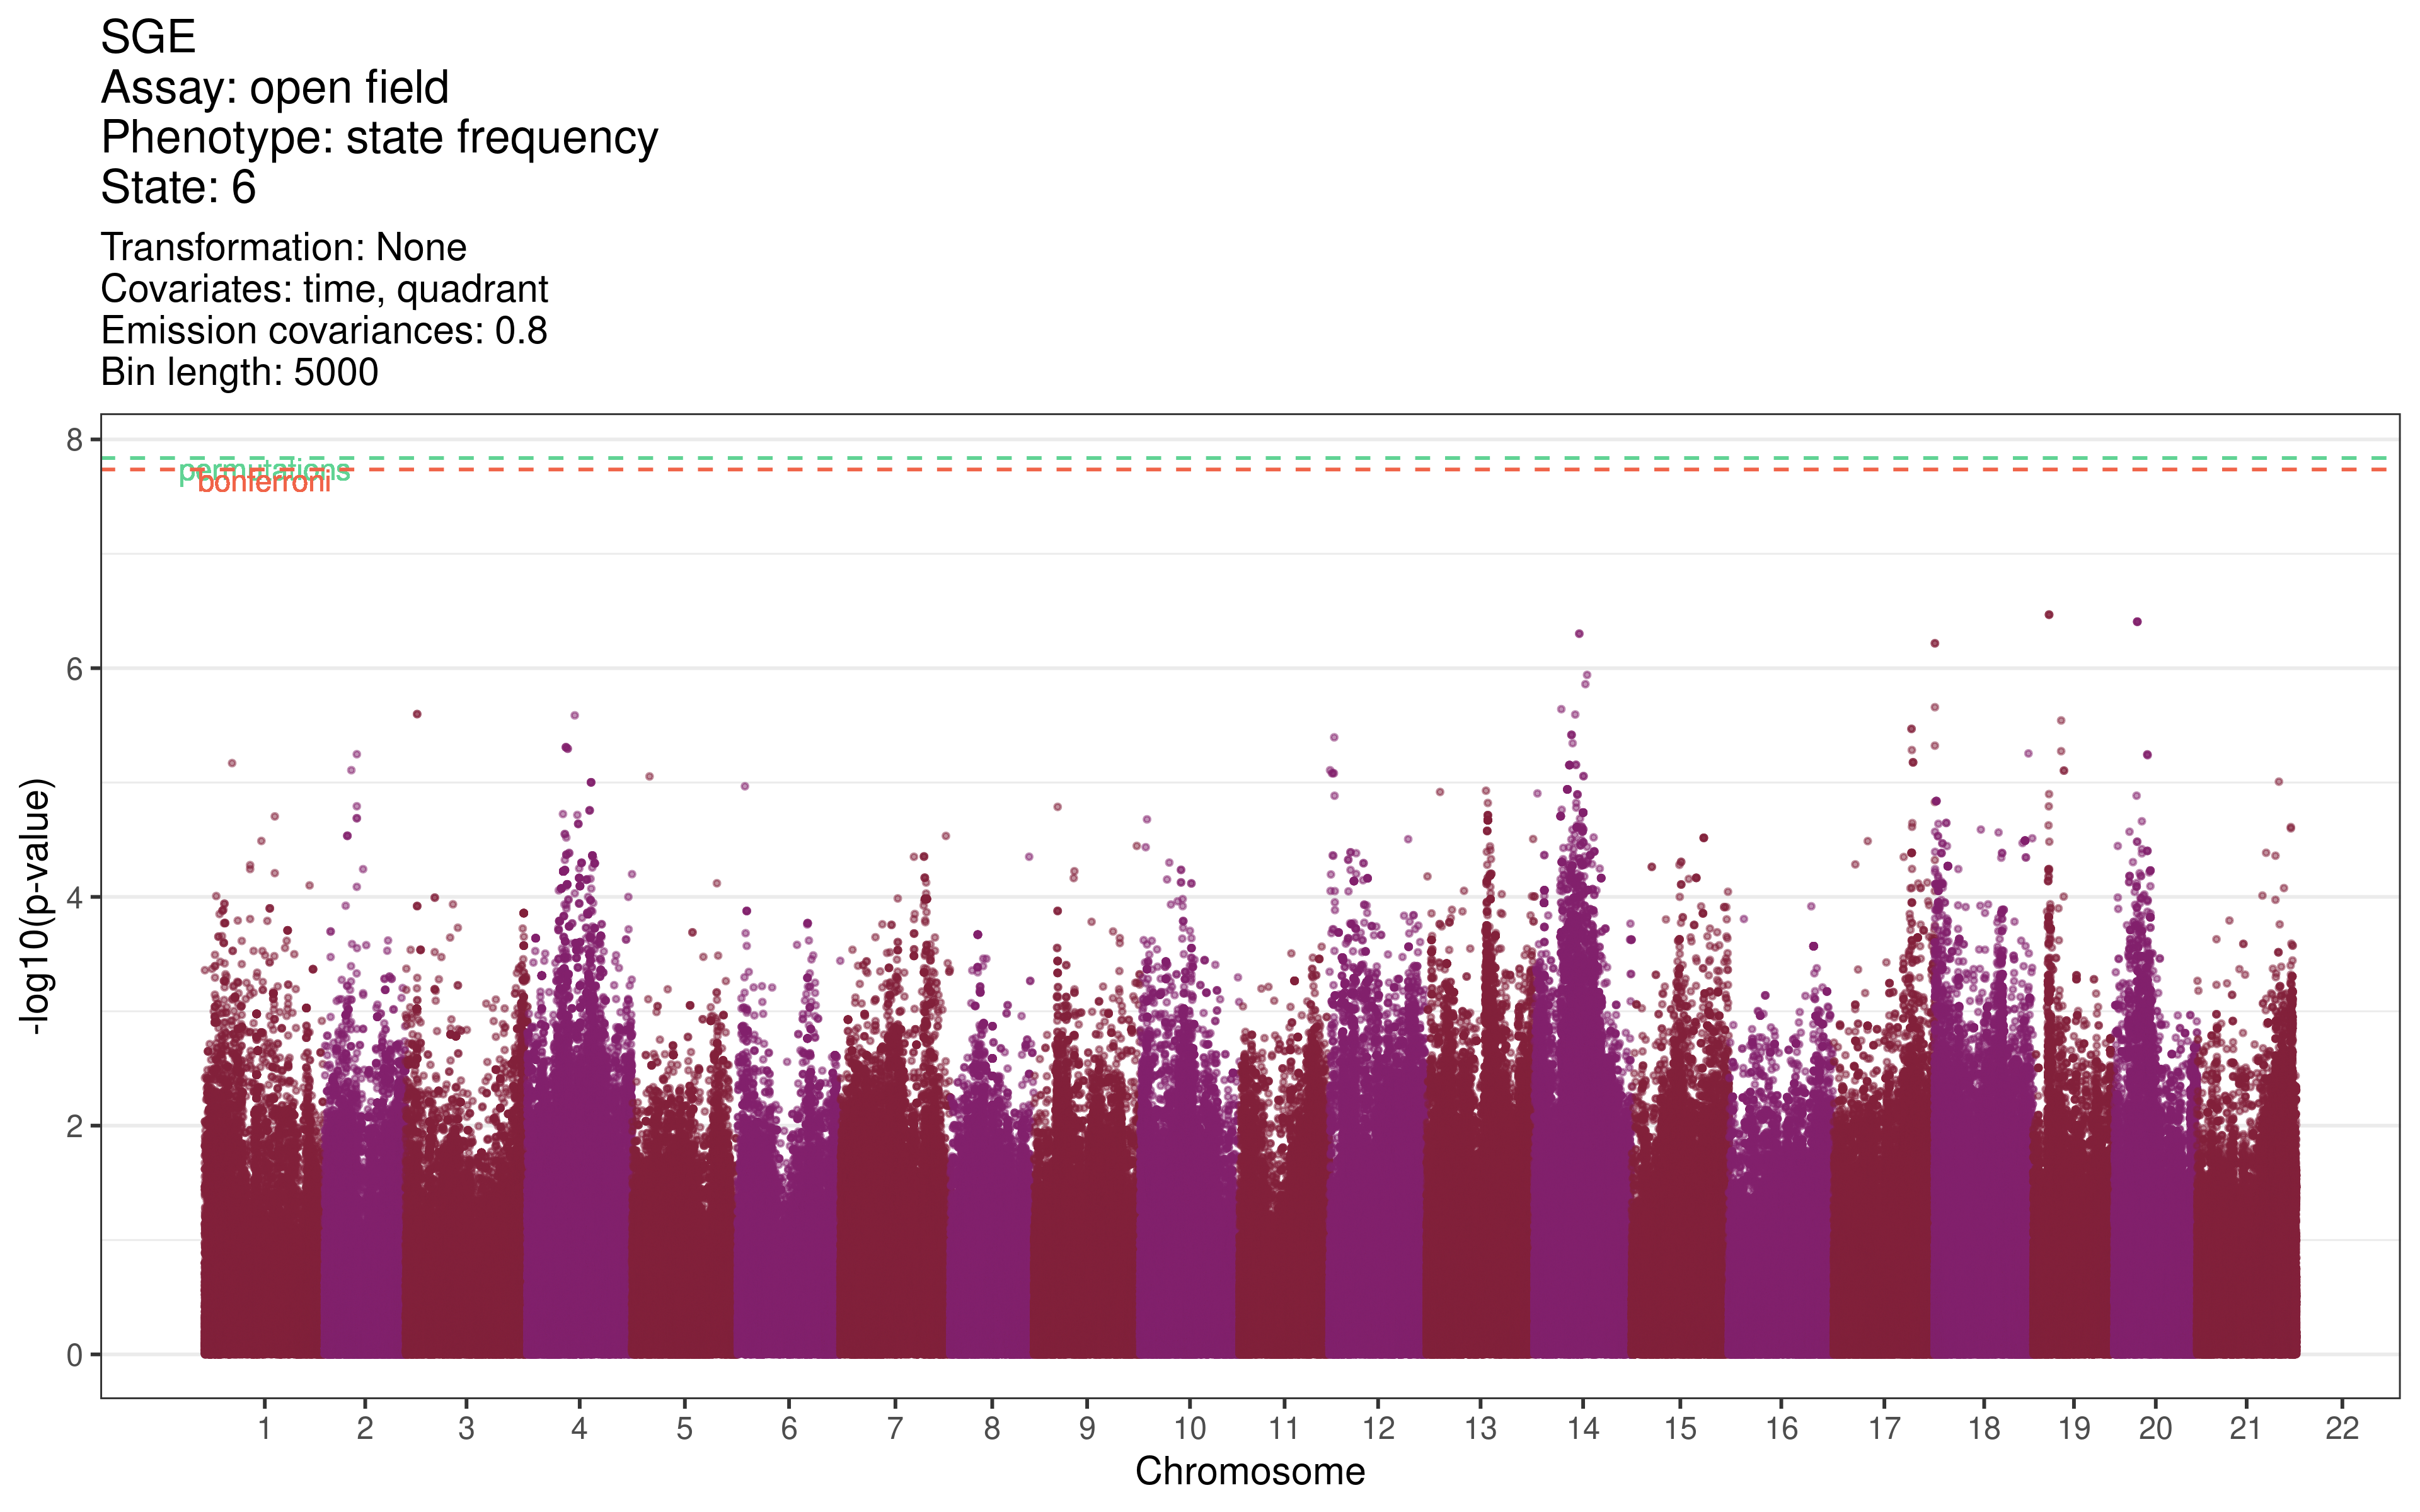 SGE
Assay: open field
Phenotype: state frequency
State: 6
Transformation: None
Covariates: time, quadrant
Emission covariances: 0.8
Bin length: 5000
8
permutations
bonferroni
6
4
2
0
-log10(p-value)
1 2 3 4 5 6 7 8 9 10 11 12 13 14 15 16 17 18 19 20 21 22
Chromosome